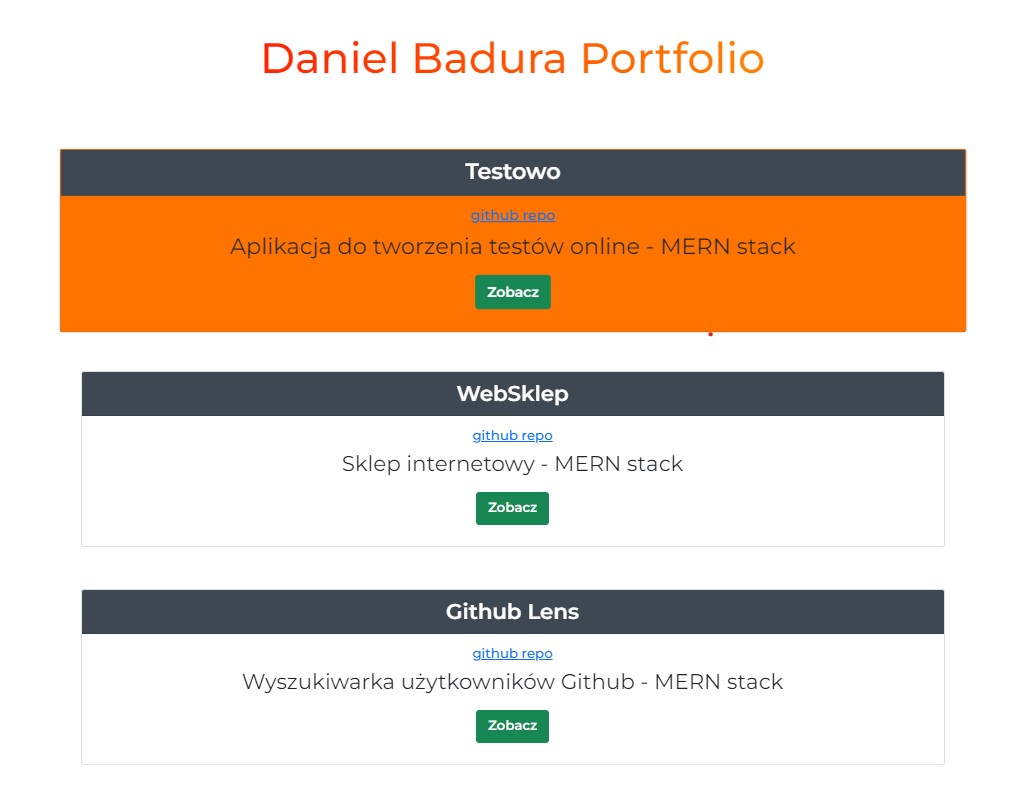 Daniel Badura Portfolio
Testowo
github repo
Aplikacja do tworzenia testów online - MERN stack
Zobacz
WebSklep
github repo
Sklep internetowy - MERN stack
Zobacz
Github Lens
github repo
Wyszukiwarka użytkowników Github - MERN stack
Zobacz